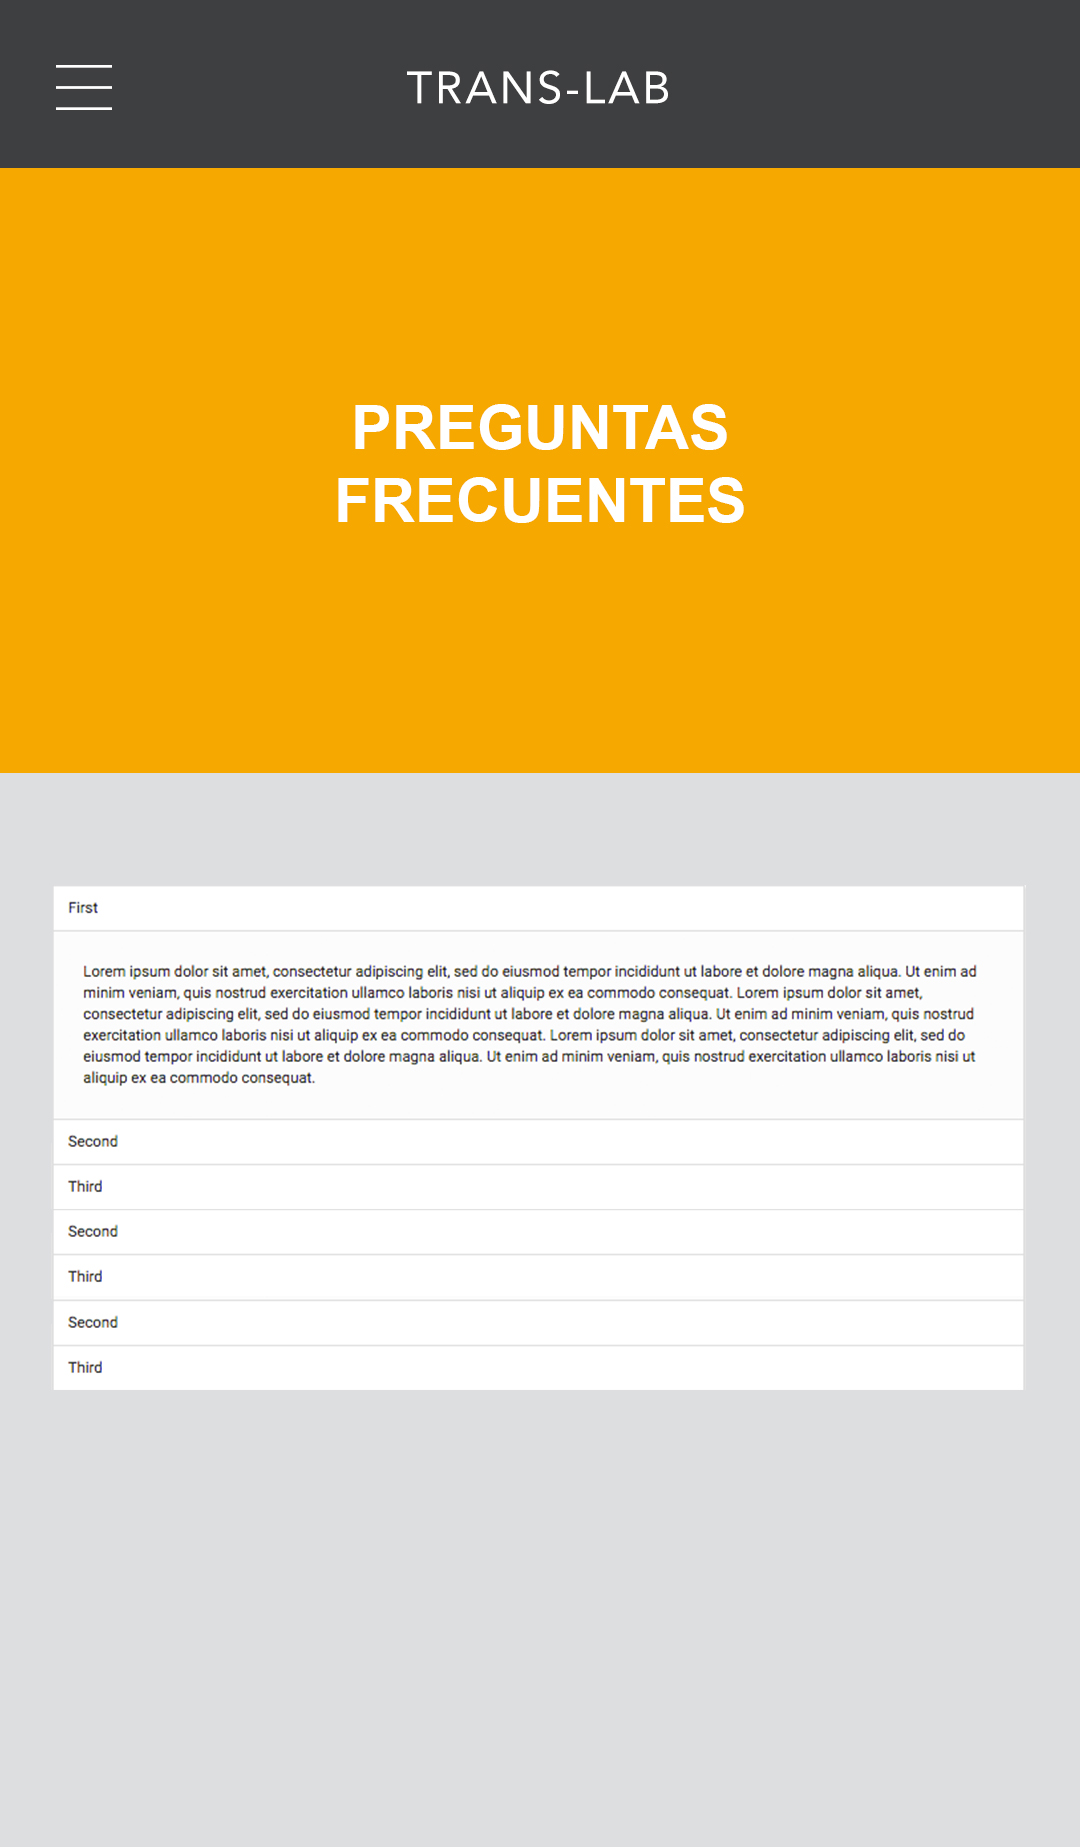 TRANS-LAB
PREGUNTAS
FRECUENTES
First
Lorem ipsum dolor sit amet, consectetur adipiscing elit, sed do eiusmod tempor incididunt ut labore et dolore magna aliqua. Ut enim ad
minim veniam, quis nostrud exercitation ullamco laboris nisi ut aliquip ex ea commodo consequat. Lorem ipsum dolor sit amet,
consectetur adipiscing elit, sed do eiusmod tempor incididunt ut labore et dolore magna aliqua. Ut enim ad minim veniam, quis nostrud
exercitation ullamco laboris nisi ut aliquip ex ea commodo consequat. Lorem ipsum dolor sit amet, consectetur adipiscing elit, sed do
eiusmod tempor incididunt ut labore et dolore magna aliqua. Ut enim ad minim veniam, quis nostrud exercitation ullamco laboris nisi ut
aliquip ex ea commodo consequat.
Second
Third
Second
Third
Second
Third